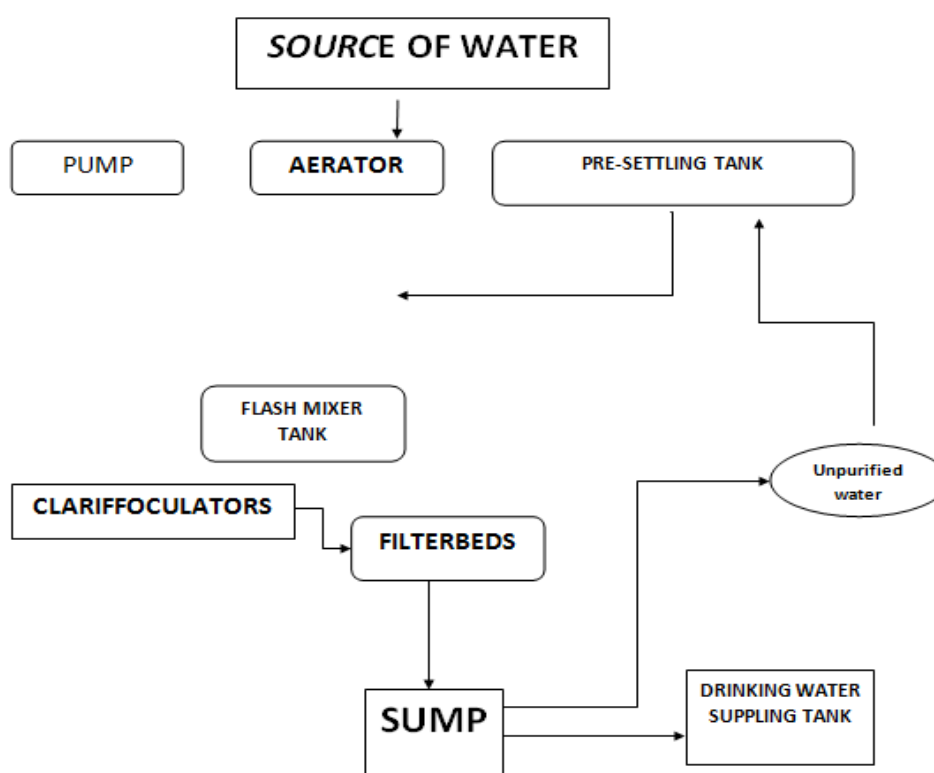 SOURCE OF WATER
PUMP
AERATOR
PRE-SETTLING TANK
FLASH MIXER
TANK
Unpurified
water
CLARIFFOCULATORS
FILTERBEDS
SUMP
DRINKING WATER
SUPPLING TANK